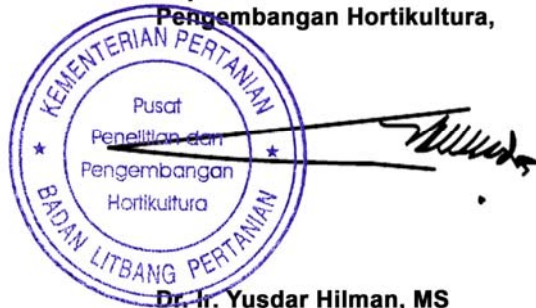 Pengembangan Hortikultura,
KEMENTERIAN PERTANIAN
Pusat
Penelitian dan
Pengembangan
Hortikultura
BADAN LITBANG PERTANIAN
Dr. Ir. Yusdar Hilman, MS